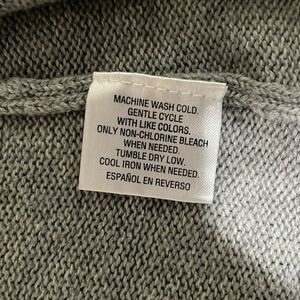 MACHINE WASH COLD.
GENTLE CYCLE
WITH LIKE COLORS.
ONLY NON-CHLORINE BLEACH
WHEN NEEDED.
TUMBLE DRY LOW.
COOL IRON WHEN NEEDED.
ESPAÑOL EN REVERSO